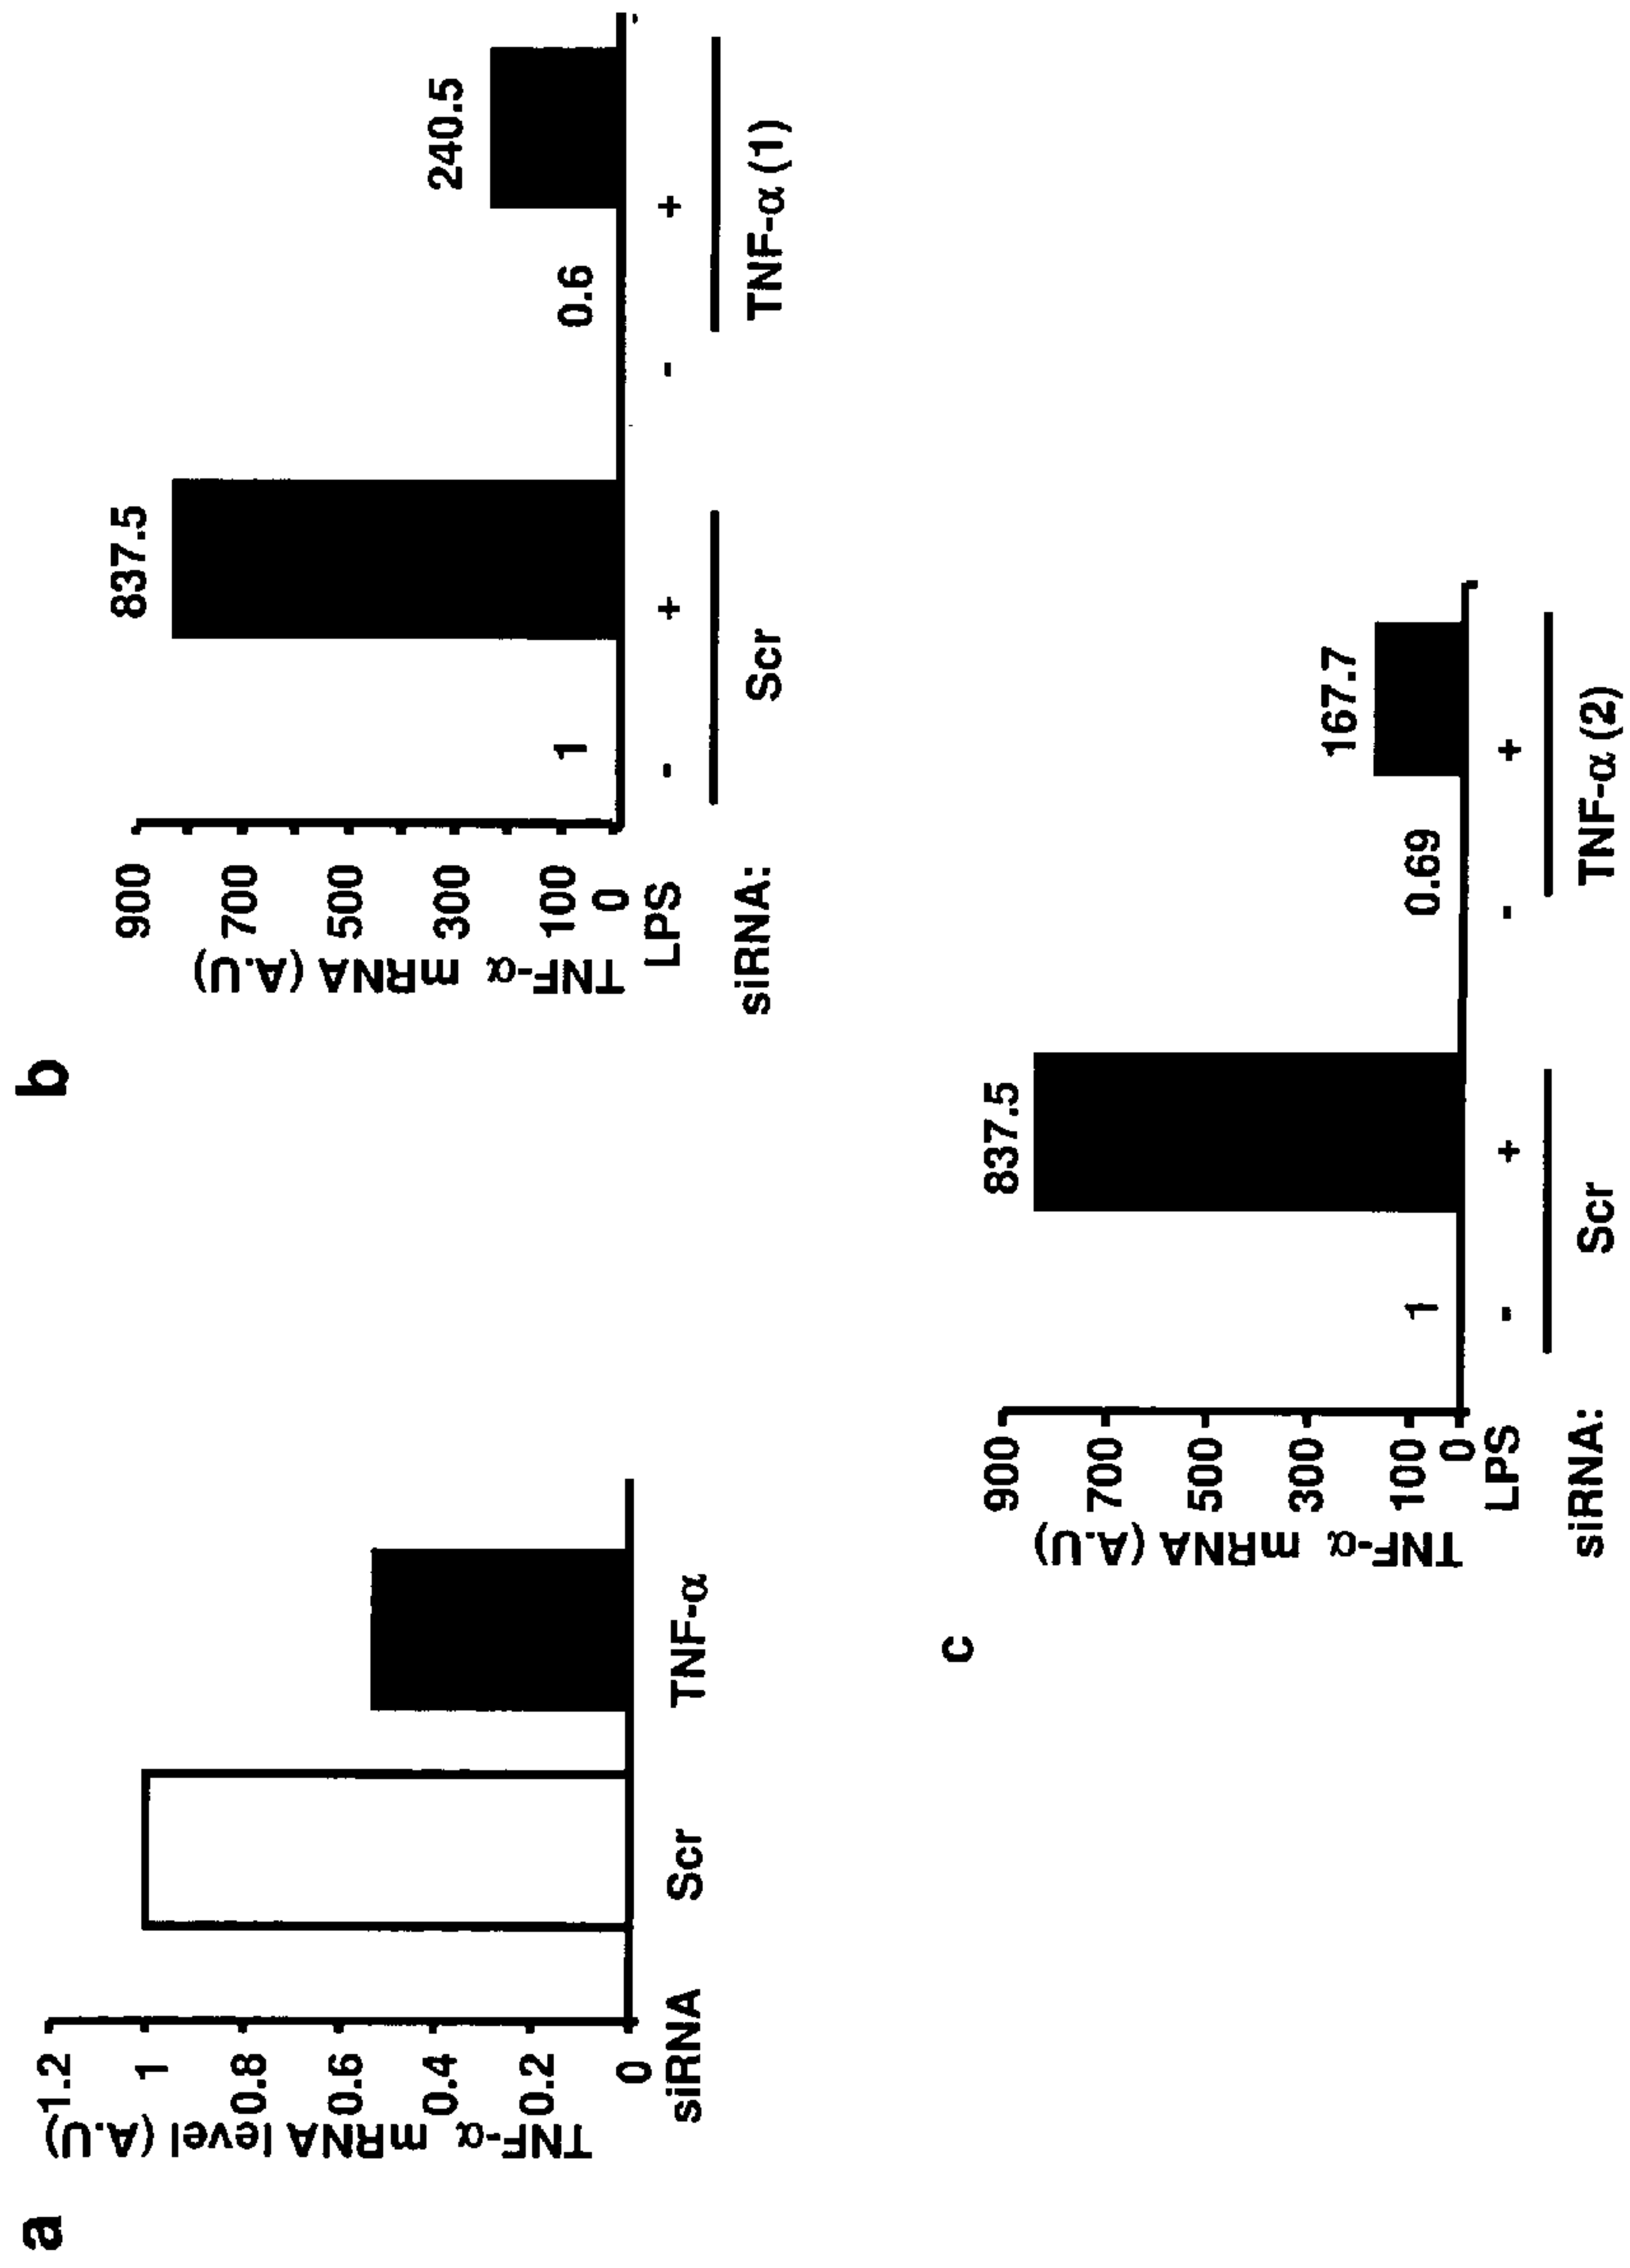 a
TNF-α mRNA level (A.U)
1.2
1
0.8
0.6
0.4
0.2
0
siRNA Scr TNF-α
b
TNF-α mRNA (A.U)
900
700
500
300
100
0
837.5
240.5
1
0.6
LPS - + - +
siRNA: Scr TNF-α (1)
c
TNF-α mRNA (A.U)
900
700
500
300
100
0
837.5
167.7
1
0.69
LPS - + - +
siRNA: Scr TNF-α (2)